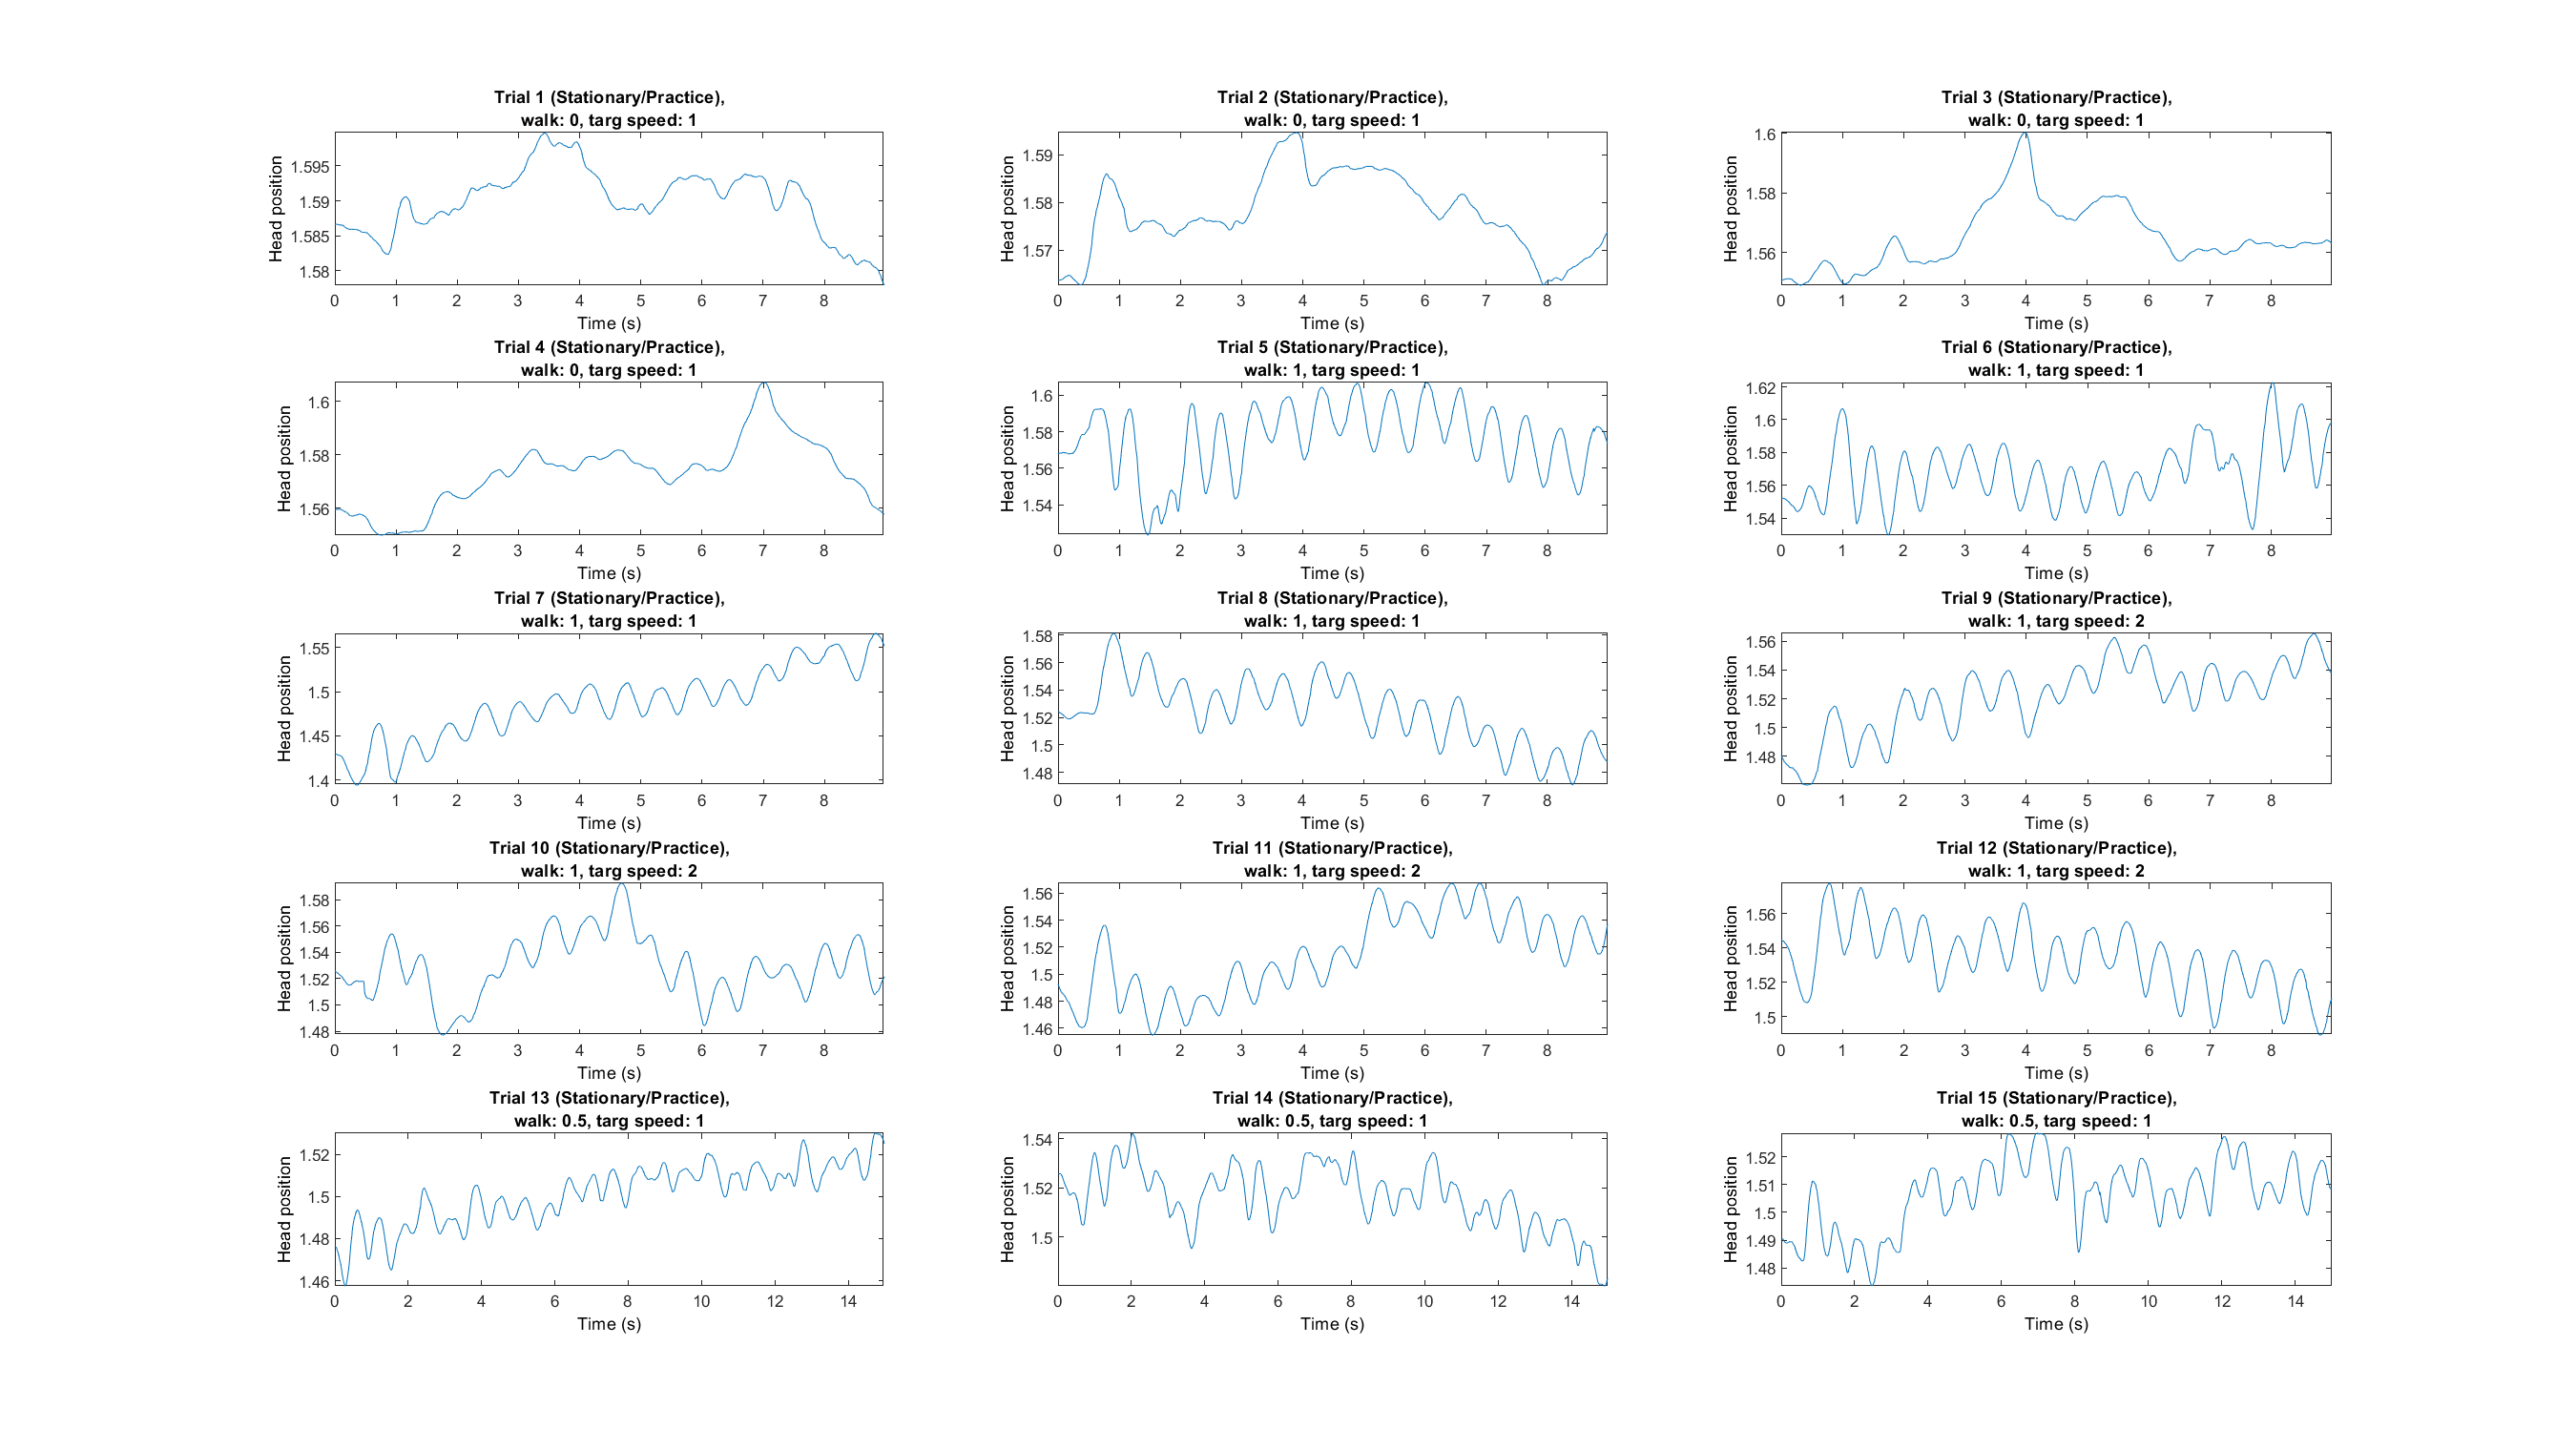 Trial 1 (Stationary/Practice),
walk: 0, targ speed: 1
Head position
1.595
1.59
1.585
1.58
0 1 2 3 4 5 6 7 8
Time (s)
Trial 2 (Stationary/Practice),
walk: 0, targ speed: 1
Head position
1.59
1.58
1.57
0 1 2 3 4 5 6 7 8
Time (s)
Trial 3 (Stationary/Practice),
walk: 0, targ speed: 1
Head position
1.6
1.58
1.56
0 1 2 3 4 5 6 7 8
Time (s)
Trial 4 (Stationary/Practice),
walk: 0, targ speed: 1
Head position
1.6
1.58
1.56
0 1 2 3 4 5 6 7 8
Time (s)
Trial 5 (Stationary/Practice),
walk: 1, targ speed: 1
Head position
1.6
1.58
1.56
1.54
0 1 2 3 4 5 6 7 8
Time (s)
Trial 6 (Stationary/Practice),
walk: 1, targ speed: 1
Head position
1.62
1.6
1.58
1.56
1.54
0 1 2 3 4 5 6 7 8
Time (s)
Trial 7 (Stationary/Practice),
walk: 1, targ speed: 1
Head position
1.55
1.5
1.45
1.4
0 1 2 3 4 5 6 7 8
Time (s)
Trial 8 (Stationary/Practice),
walk: 1, targ speed: 1
Head position
1.58
1.56
1.54
1.52
1.5
1.48
0 1 2 3 4 5 6 7 8
Time (s)
Trial 9 (Stationary/Practice),
walk: 1, targ speed: 2
Head position
1.56
1.54
1.52
1.5
1.48
0 1 2 3 4 5 6 7 8
Time (s)
Trial 10 (Stationary/Practice),
walk: 1, targ speed: 2
Head position
1.58
1.56
1.54
1.52
1.5
1.48
0 1 2 3 4 5 6 7 8
Time (s)
Trial 11 (Stationary/Practice),
walk: 1, targ speed: 2
Head position
1.56
1.54
1.52
1.5
1.48
1.46
0 1 2 3 4 5 6 7 8
Time (s)
Trial 12 (Stationary/Practice),
walk: 1, targ speed: 2
Head position
1.56
1.54
1.52
1.5
0 1 2 3 4 5 6 7 8
Time (s)
Trial 13 (Stationary/Practice),
walk: 0.5, targ speed: 1
Head position
1.52
1.5
1.48
1.46
0 2 4 6 8 10 12 14
Time (s)
Trial 14 (Stationary/Practice),
walk: 0.5, targ speed: 1
Head position
1.54
1.52
1.5
0 2 4 6 8 10 12 14
Time (s)
Trial 15 (Stationary/Practice),
walk: 0.5, targ speed: 1
Head position
1.52
1.51
1.5
1.49
1.48
0 2 4 6 8 10 12 14
Time (s)